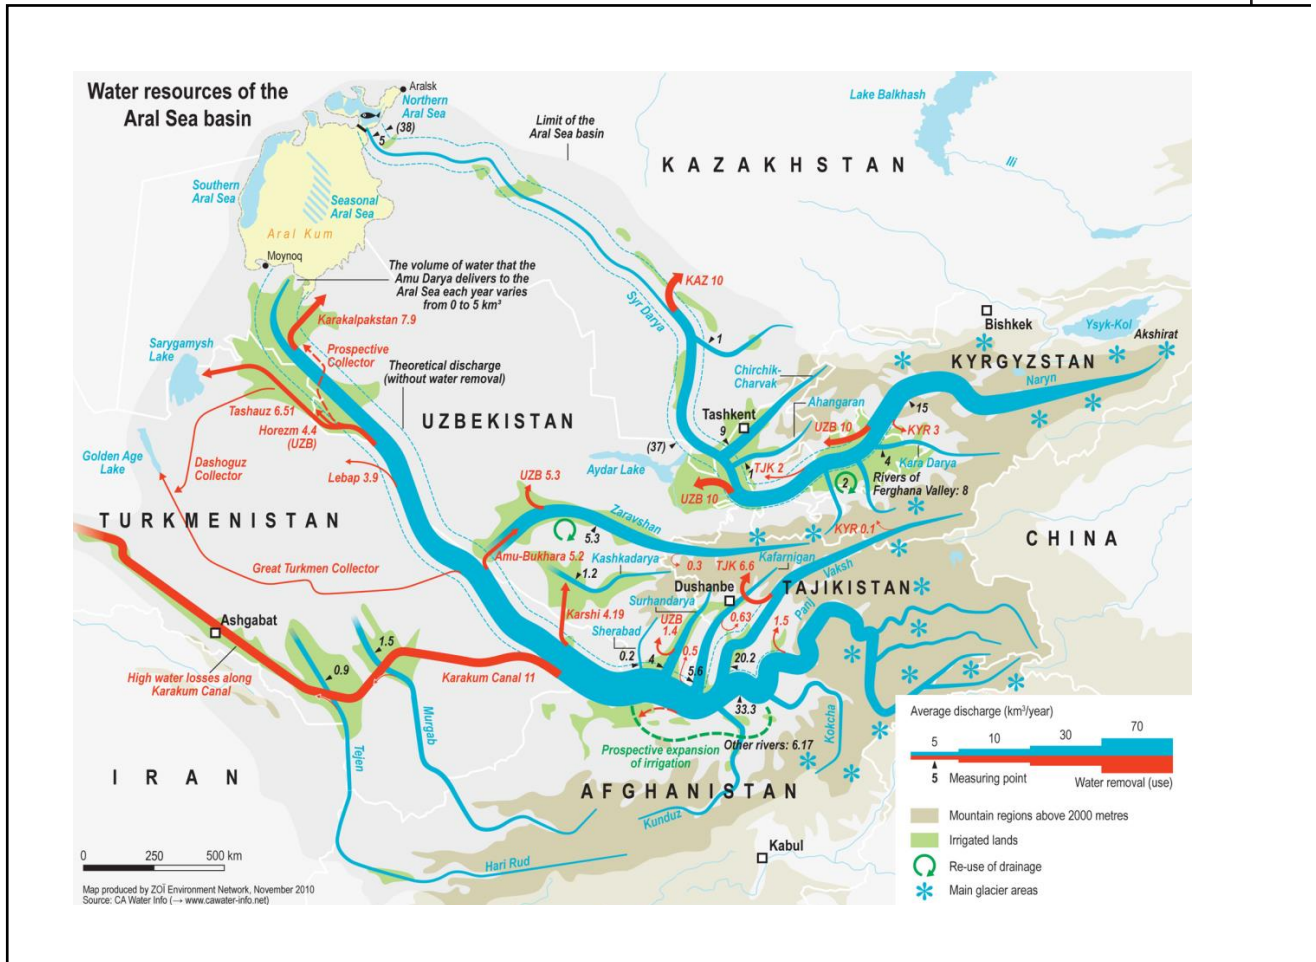 Water resources of the
Aral Sea basin
Aralsk
Northern
Aral Sea
(38)
5
Limit of the
Aral Sea basin
Lake Balkhash
KAZAKHSTAN
Ili
Southern
Aral Sea
Seasonal
Aral Sea
Aral Kum
Moynoq
The volume of water that the
Amu Darya delivers to the
Aral Sea each year varies
from 0 to 5 km³
KAZ 10
Syr Darya
Karakalpakstan 7.9
Bishkek
Ysyk-Kol
Akshirat
Sarygamysh
Lake
Prospective
Collector
1
KYRGYZSTAN
Naryn
Theoretical discharge
(without water removal)
Chirchik-
Charvak
Tashauz 6.51
Horezm 4.4
(UZB)
UZBEKISTAN
Tashkent
Ahangaran
15
9
UZB 10
KYR 3
(37)
Golden Age
Lake
Dashoguz
Collector
Lebap 3.9
Aydar Lake
1
TJK 2
4
Kara Darya
UZB 5.3
UZB 10
2
Rivers of
Ferghana Valley: 8
TURKMENISTAN
Zaravshan
KYR 0.1
CHINA
5.3
Amu-Bukhara 5.2
Kashkadarya
0.3
Kafarnigan
Great Turkmen Collector
1.2
TJK 6.6
Vaksh
Dushanbe
TAJIKISTAN
Surhandarya
Panj
Karshi 4.19
Ashgabat
Sherabad
UZB
1.4
0.63
1.5
1.5
0.5
0.2
4
5.6
20.2
0.9
High water losses along
Karakum Canal
Karakum Canal 11
33.3
Murgab
Tejen
Kokcha
Prospective expansion
of irrigation
Other rivers: 6.17
IRAN
AFGHANISTAN
Kunduz
Kabul
Hari Rud
0 250 500 km
Map produced by ZOÏ Environment Network, November 2010
Source: CA Water Info (→ www.cawater-info.net)
Average discharge (km³/year)
5 10 30 70
5 Measuring point
Water removal (use)
Mountain regions above 2000 metres
Irrigated lands
Re-use of drainage
Main glacier areas